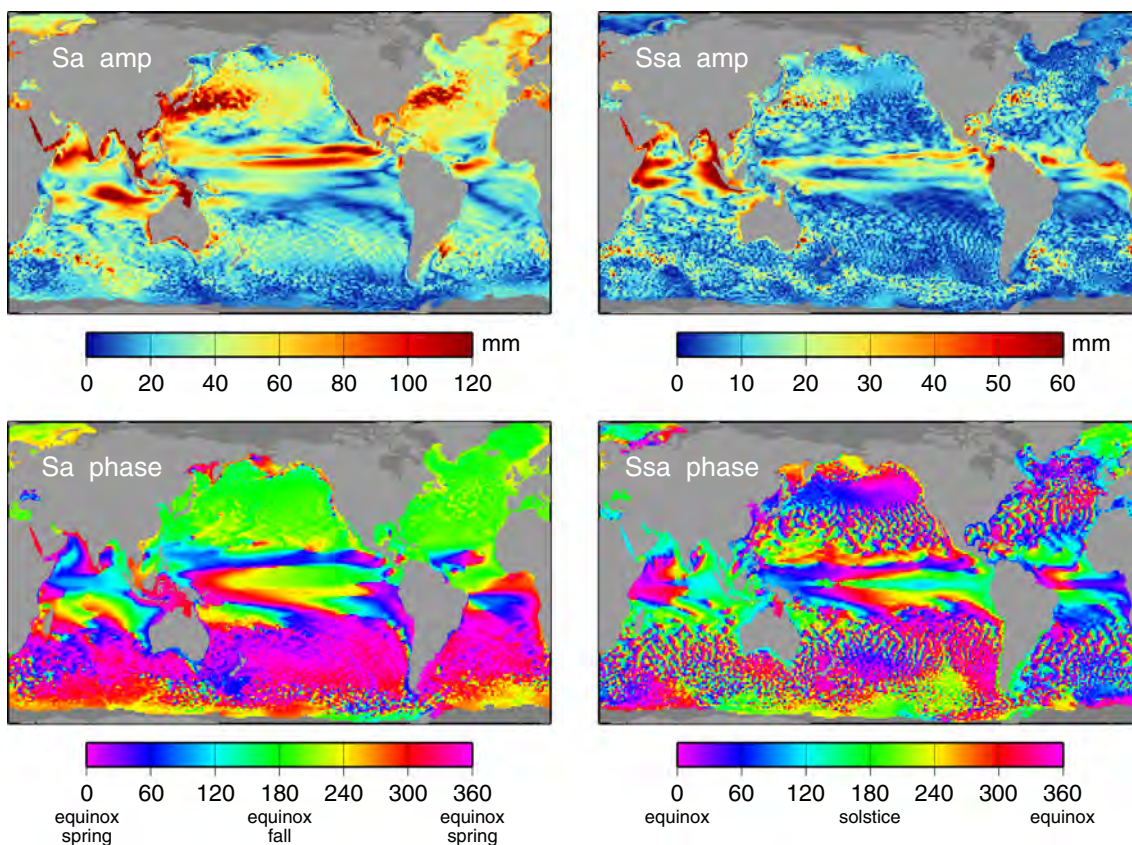 Sa amp
Ssa amp
mm
0 20 40 60 80 100 120
mm
0 10 20 30 40 50 60
Sa phase
Ssa phase
0 60 120 180 240 300 360
equinox equinox equinox
spring fall spring
0 60 120 180 240 300 360
equinox solstice equinox